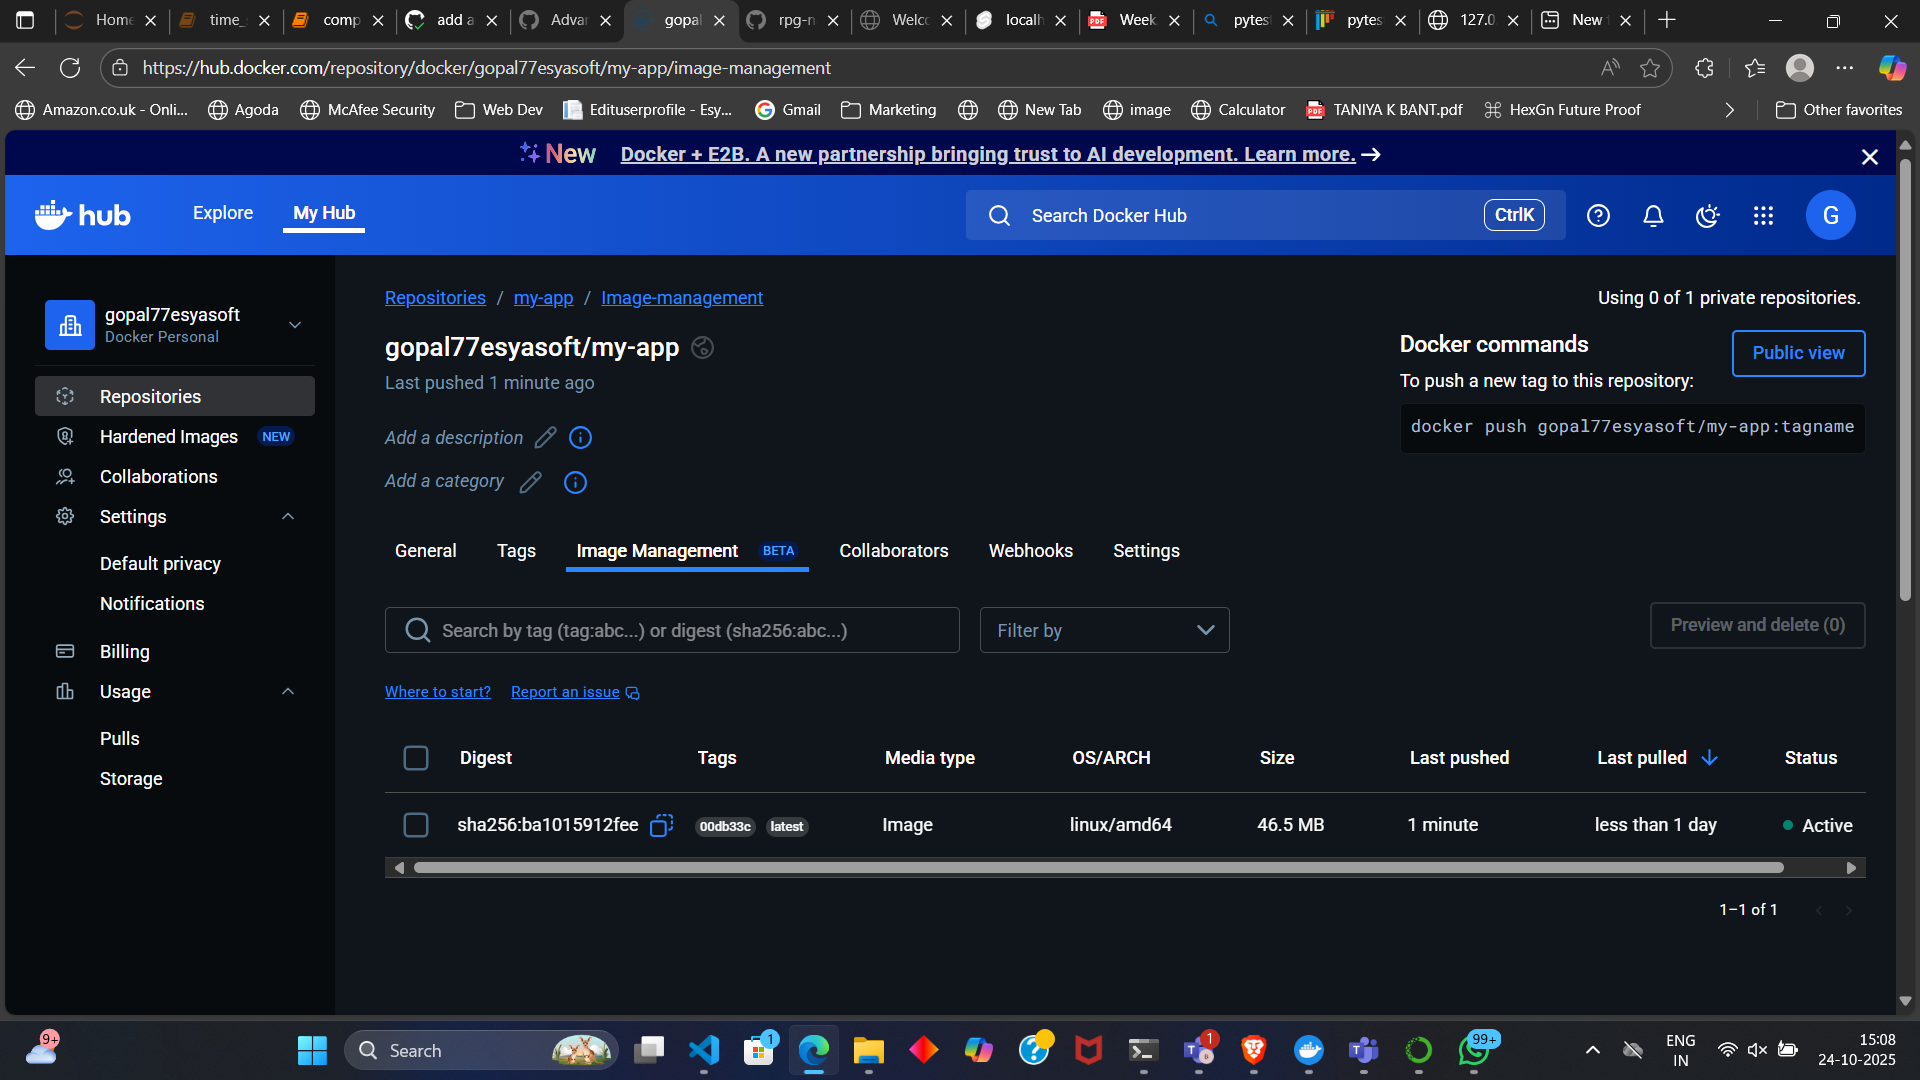 Home
time_
comp
add a
Advan
gopal
rpg-n
Welco
localh
PDF
Week
pytes
pytes
127.0
New
https://hub.docker.com/repository/docker/gopal77esyasoft/my-app/image-management
Amazon.co.uk - Onli...
Agoda
McAfee Security
Web Dev
Edituserprofile - Esy...
Gmail
Marketing
New Tab
image
Calculator
PDF
TANIYA K BANT.pdf
HexGn Future Proof
Other favorites
New Docker + E2B. A new partnership bringing trust to AI development. Learn more. →
hub
Explore
My Hub
Search Docker Hub
CtrlK
G
gopal77esyasoft
Docker Personal
Repositories
Hardened Images NEW
Collaborations
Settings
Default privacy
Notifications
Billing
Usage
Pulls
Storage
Repositories / my-app / Image-management
Using 0 of 1 private repositories.
gopal77esyasoft/my-app
Last pushed 1 minute ago
Add a description
Add a category
Docker commands
Public view
To push a new tag to this repository:
docker push gopal77esyasoft/my-app:tagname
General
Tags
Image Management BETA
Collaborators
Webhooks
Settings
Search by tag (tag:abc...) or digest (sha256:abc...)
Filter by
Preview and delete (0)
Where to start?
Report an issue
Digest Tags Media type OS/ARCH Size Last pushed Last pulled Status
sha256:ba1015912fee 00db33c latest Image linux/amd64 46.5 MB 1 minute less than 1 day Active
1–1 of 1
9+
Search
1
1
99+
ENG
IN
15:08
24-10-2025